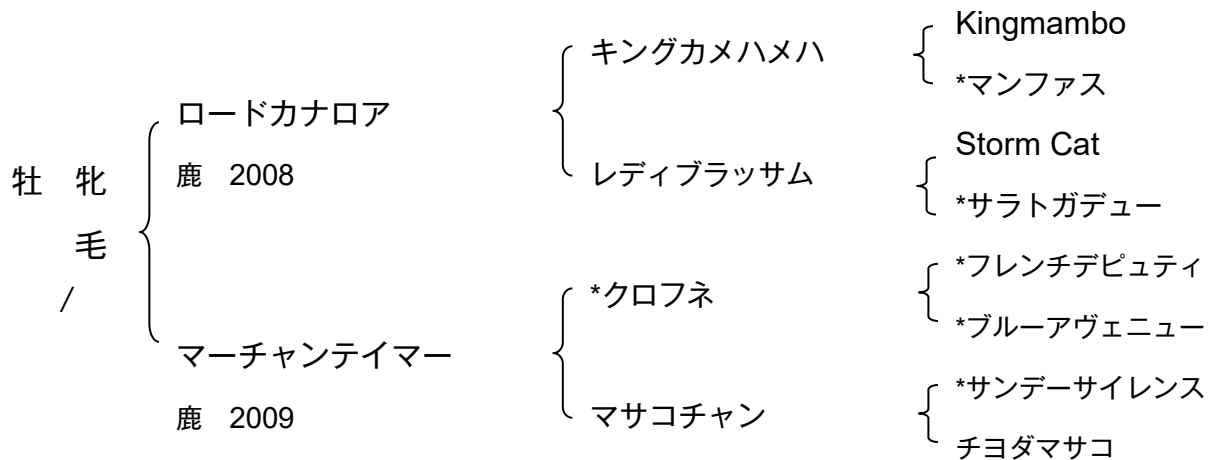 牡　牝
毛
/
ロードカナロア
鹿　2008
マーチャンテイマー
鹿　2009
キングカメハメハ
レディブラッサム
*クロフネ
マサコチャン
Kingmambo
*マンファス
Storm Cat
*サラトガデュー
*フレンチデピュティ
*ブルーアヴェニュー
*サンデーサイレンス
チヨダマサコ